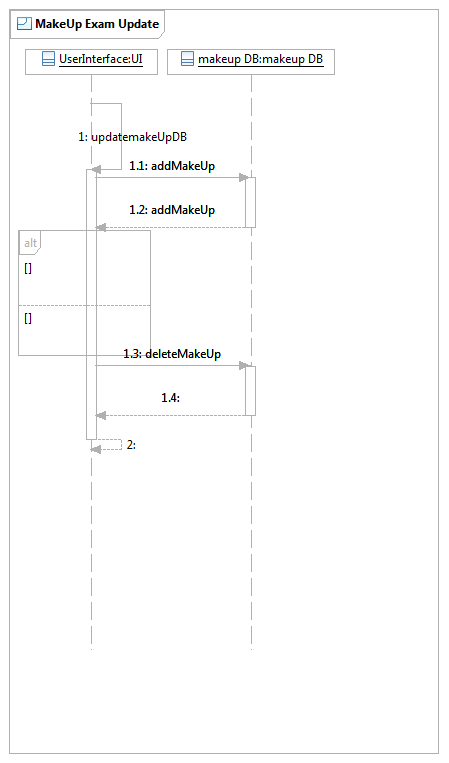 MakeUp Exam Update
UserInterface:UI
makeup DB:makeup DB
1: updatemakeUpDB
1.1: addMakeUp
1.2: addMakeUp
alt
[]
[]
1.3: deleteMakeUp
1.4:
2: